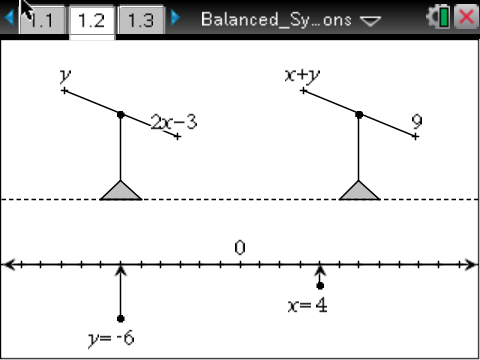 1.1 1.2 1.3 Balanced_Sy...ons
y x+y
2x−3 9
0
x=4
y=-6